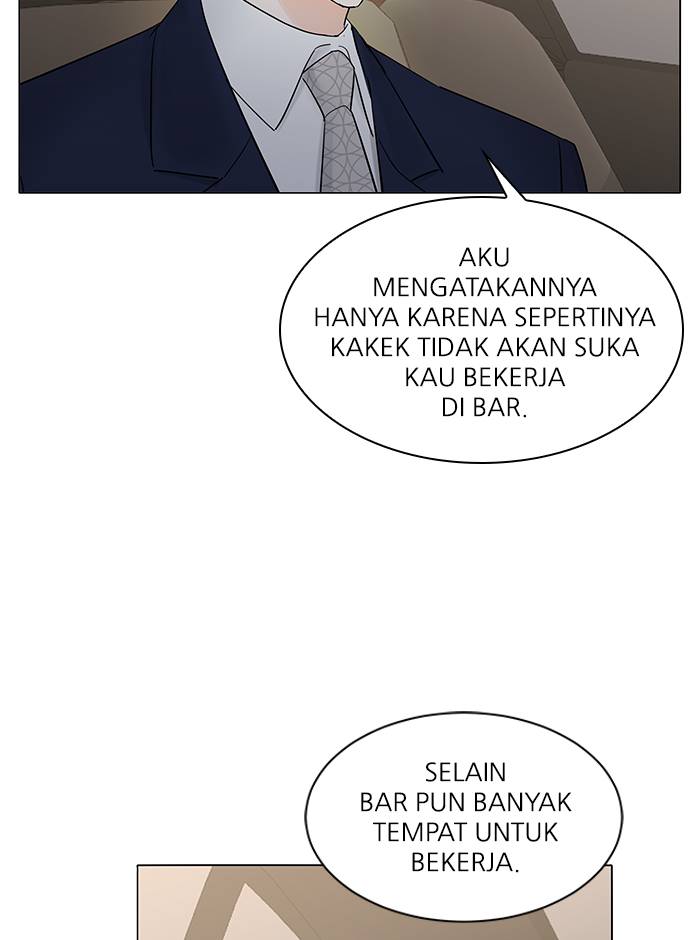 AKU
MENGATAKANNYA
HANYA KARENA SEPERTINYA
KAKEK TIDAK AKAN SUKA
KAU BEKERJA
DI BAR.
SELAIN
BAR PUN BANYAK
TEMPAT UNTUK
BEKERJA.